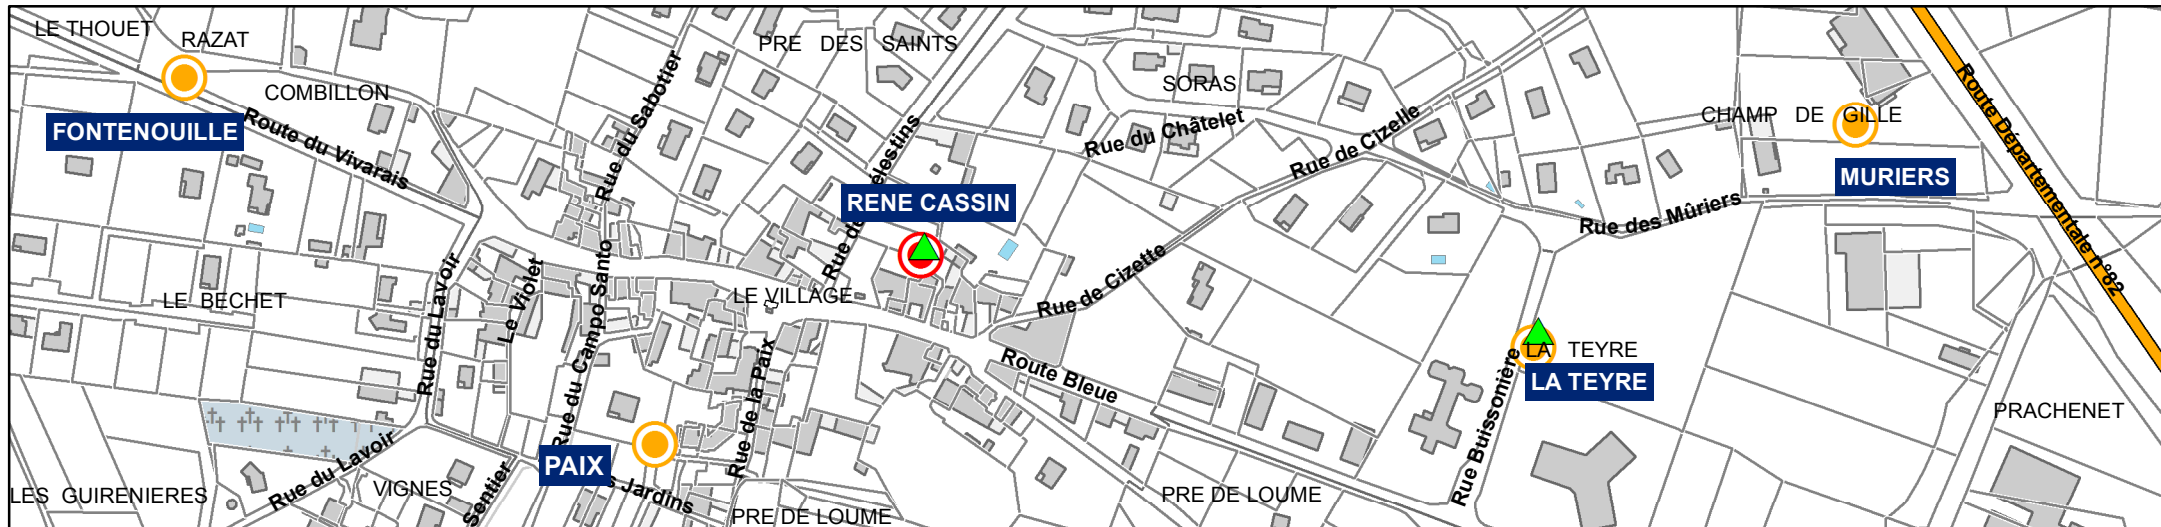 LE THOUET
RAZAT
PRE DES SAINTS
SORAS
COMBILLON
CHAMP DE GILLE
FONTENOUILLE
Route du Vivarais
Rue du Sabotier
Rue du Châtelet
Rue de Cizelle
Route Départementale n°82
MURIERS
RENE CASSIN
Rue des Mûriers
Rue du Lavoir
Le Violet
Rue du Campo Santo
Rue de
elestins
LE BECHET
LE VILLAGE
Rue de Cizette
Route Bleue
Rue de la Paix
Rue Buissonière
LA TEYRE
LA TEYRE
PRACHENET
Rue du Lavoir
PAIX
s Jardins
Sentier
VIGNES
LES GUIRENIERES
PRE DE LOUME
PRE DE LOUME